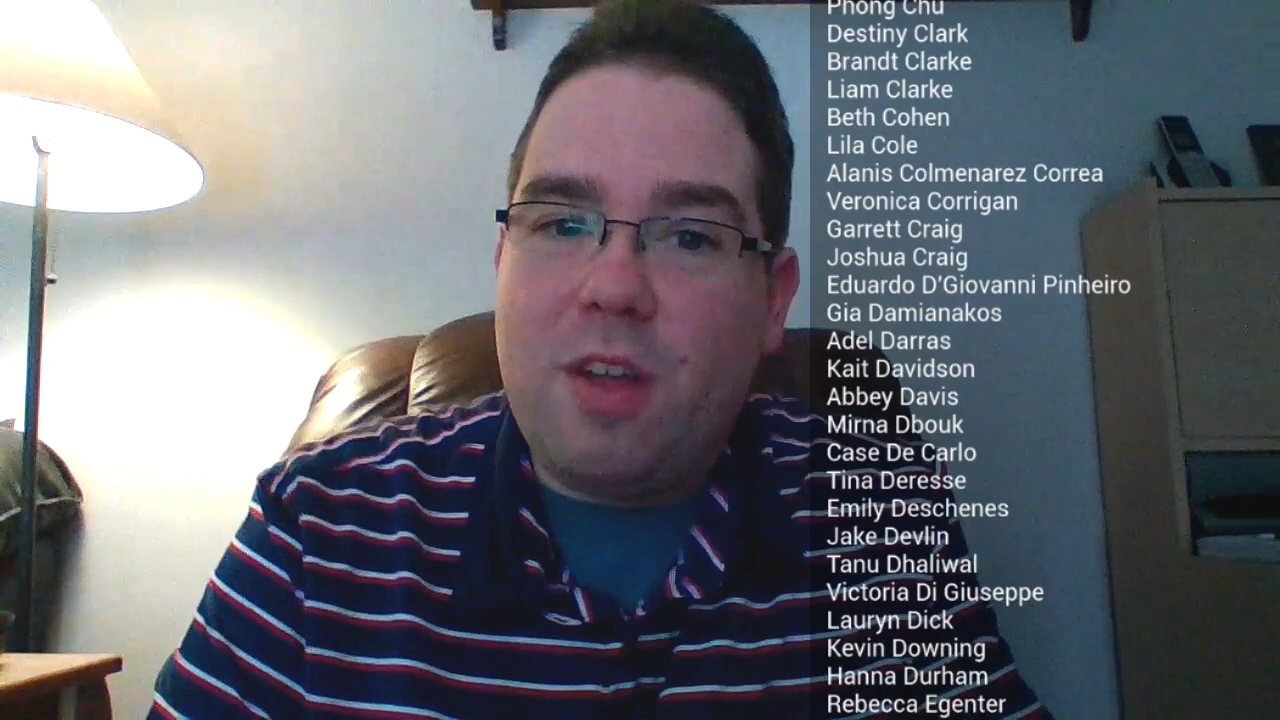 Phong Chu
Destiny Clark
Brandt Clarke
Liam Clarke
Beth Cohen
Lila Cole
Alanis Colmenarez Correa
Veronica Corrigan
Garrett Craig
Joshua Craig
Eduardo D'Giovanni Pinheiro
Gia Damianakos
Adel Darras
Kait Davidson
Abbey Davis
Mirna Dbouk
Case De Carlo
Tina Deresse
Emily Deschenes
Jake Devlin
Tanu Dhaliwal
Victoria Di Giuseppe
Lauryn Dick
Kevin Downing
Hanna Durham
Rebecca Egenter